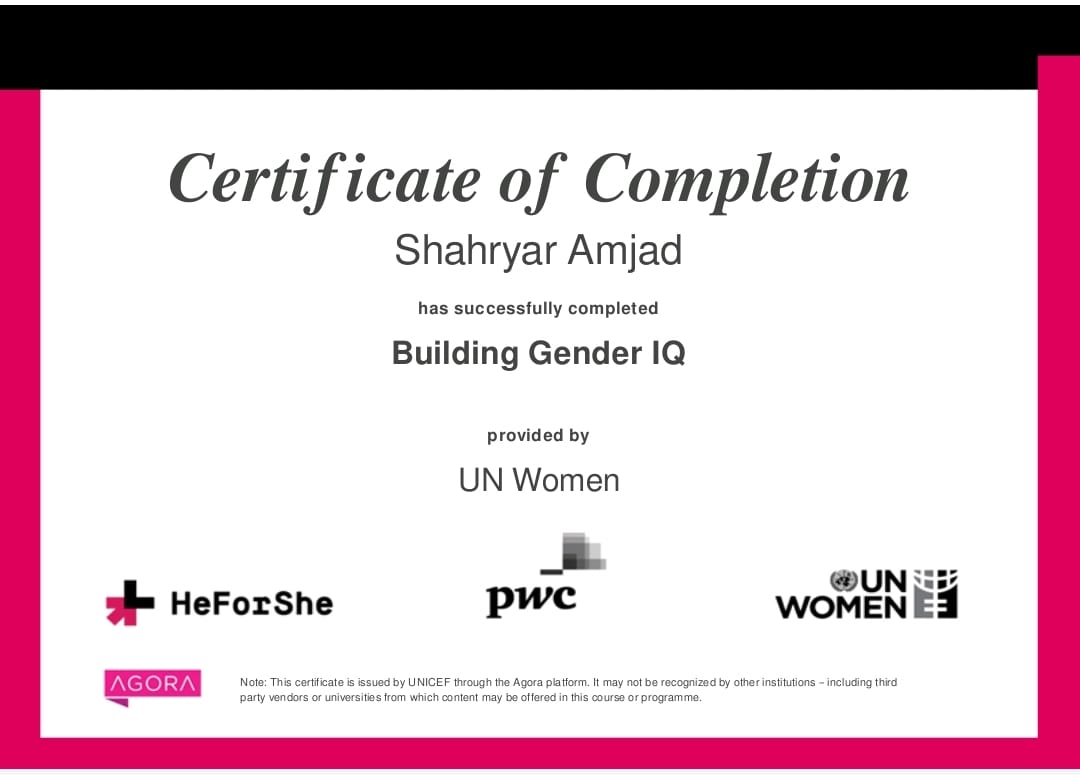 Certificate of Completion
Shahryar Amjad
has successfully completed
Building Gender IQ
provided by
UN Women
HeForShe
pwc
UN
WOMEN
AGORA
Note: This certificate is issued by UNICEF through the Agora platform. It may not be recognized by other institutions – including third
party vendors or universities from which content may be offered in this course or programme.